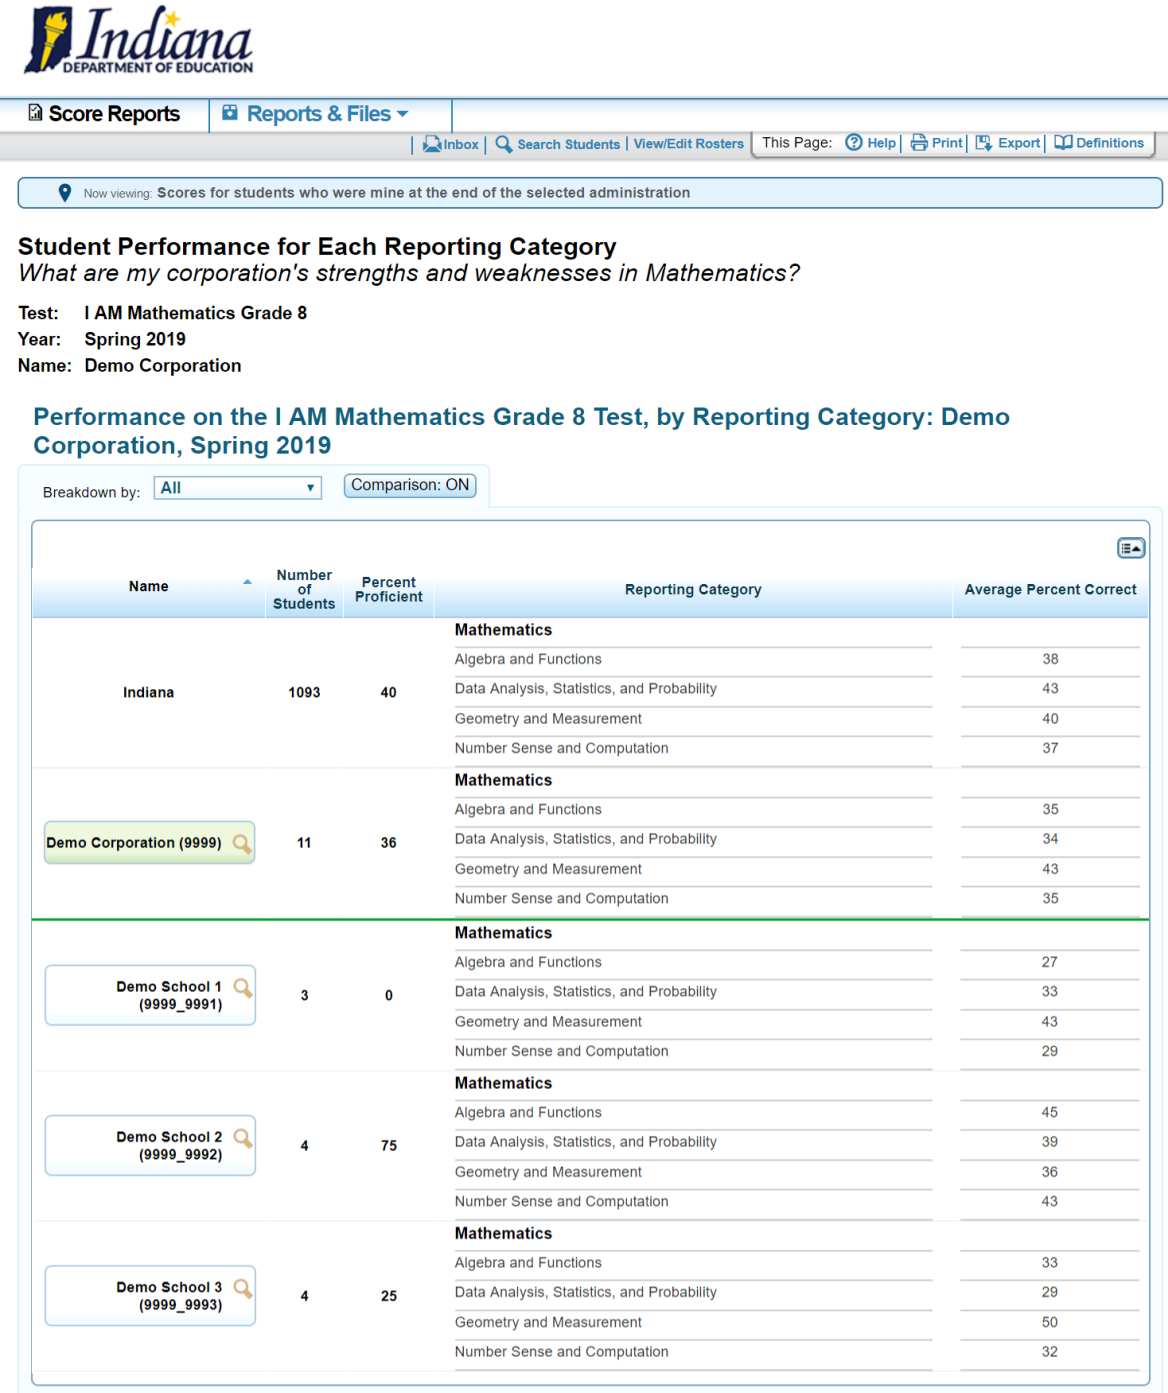 Indiana
DEPARTMENT OF EDUCATION
Score Reports
Reports & Files
Inbox | Search Students | View/Edit Rosters
This Page: Help | Print | Export | Definitions
Now viewing: Scores for students who were mine at the end of the selected administration
Student Performance for Each Reporting Category
What are my corporation's strengths and weaknesses in Mathematics?
Test: I AM Mathematics Grade 8
Year: Spring 2019
Name: Demo Corporation
Performance on the I AM Mathematics Grade 8 Test, by Reporting Category: Demo
Corporation, Spring 2019
Breakdown by: All
Comparison: ON
Name
Number
of
Students
Percent
Proficient
Reporting Category
Average Percent Correct
Indiana 1093 40
Mathematics
Algebra and Functions 38
Data Analysis, Statistics, and Probability 43
Geometry and Measurement 40
Number Sense and Computation 37
Demo Corporation (9999) 11 36
Mathematics
Algebra and Functions 35
Data Analysis, Statistics, and Probability 34
Geometry and Measurement 43
Number Sense and Computation 35
Demo School 1
(9999_9991)
3 0
Mathematics
Algebra and Functions 27
Data Analysis, Statistics, and Probability 33
Geometry and Measurement 43
Number Sense and Computation 29
Demo School 2
(9999_9992)
4 75
Mathematics
Algebra and Functions 45
Data Analysis, Statistics, and Probability 39
Geometry and Measurement 36
Number Sense and Computation 43
Demo School 3
(9999_9993)
4 25
Mathematics
Algebra and Functions 33
Data Analysis, Statistics, and Probability 29
Geometry and Measurement 50
Number Sense and Computation 32